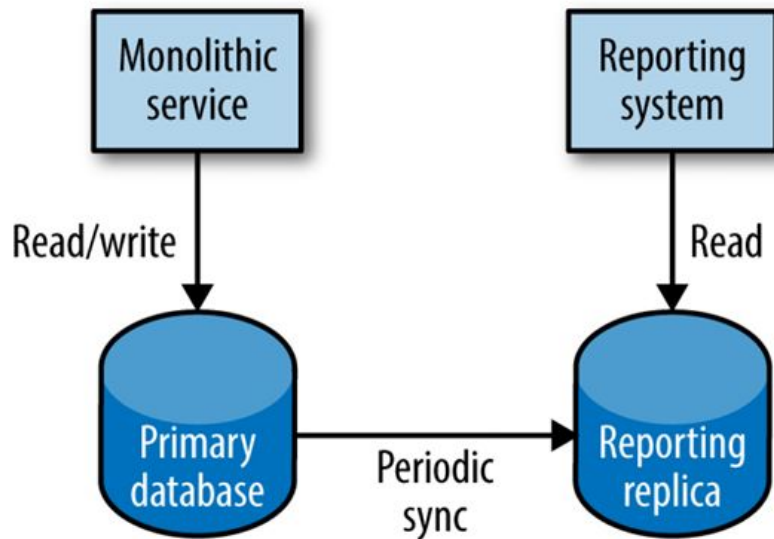 Monolithic
service
Reporting
system
Read/write
Read
Primary
database
Periodic
sync
Reporting
replica